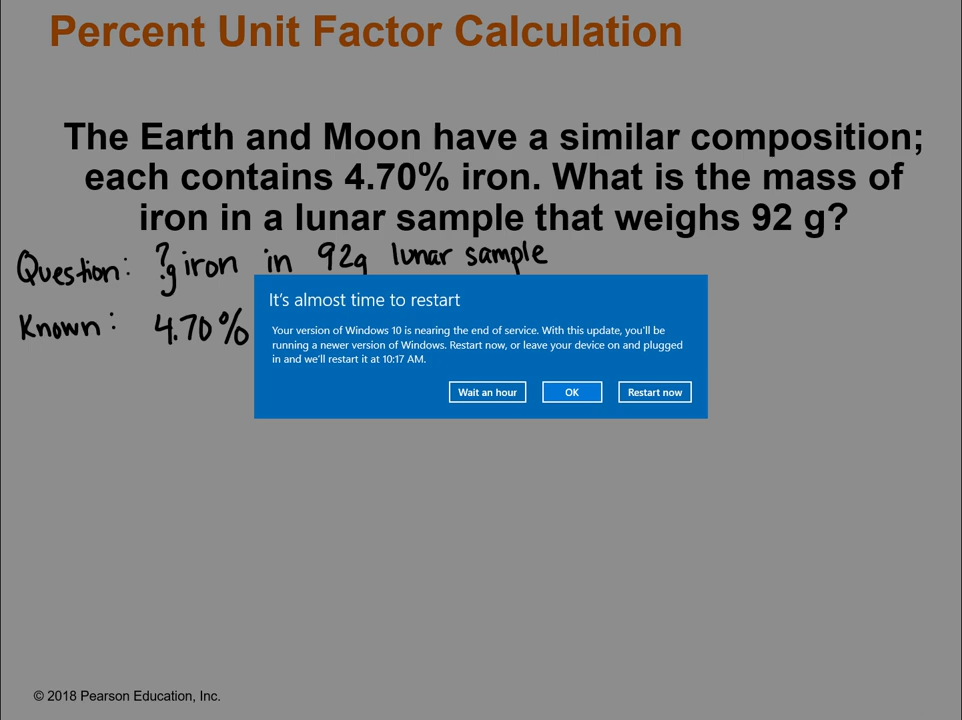 Percent Unit Factor Calculation
The Earth and Moon have a similar composition;
each contains 4.70% iron. What is the mass of
iron in a lunar sample that weighs 92 g?
Question: ?g iron in 92g lunar sample
Known: 4.70%
It's almost time to restart
Your version of Windows 10 is nearing the end of service. With this update, you'll be
running a newer version of Windows. Restart now, or leave your device on and plugged
in and we'll restart it at 10:17 AM.
Wait an hour OK Restart now
© 2018 Pearson Education, Inc.